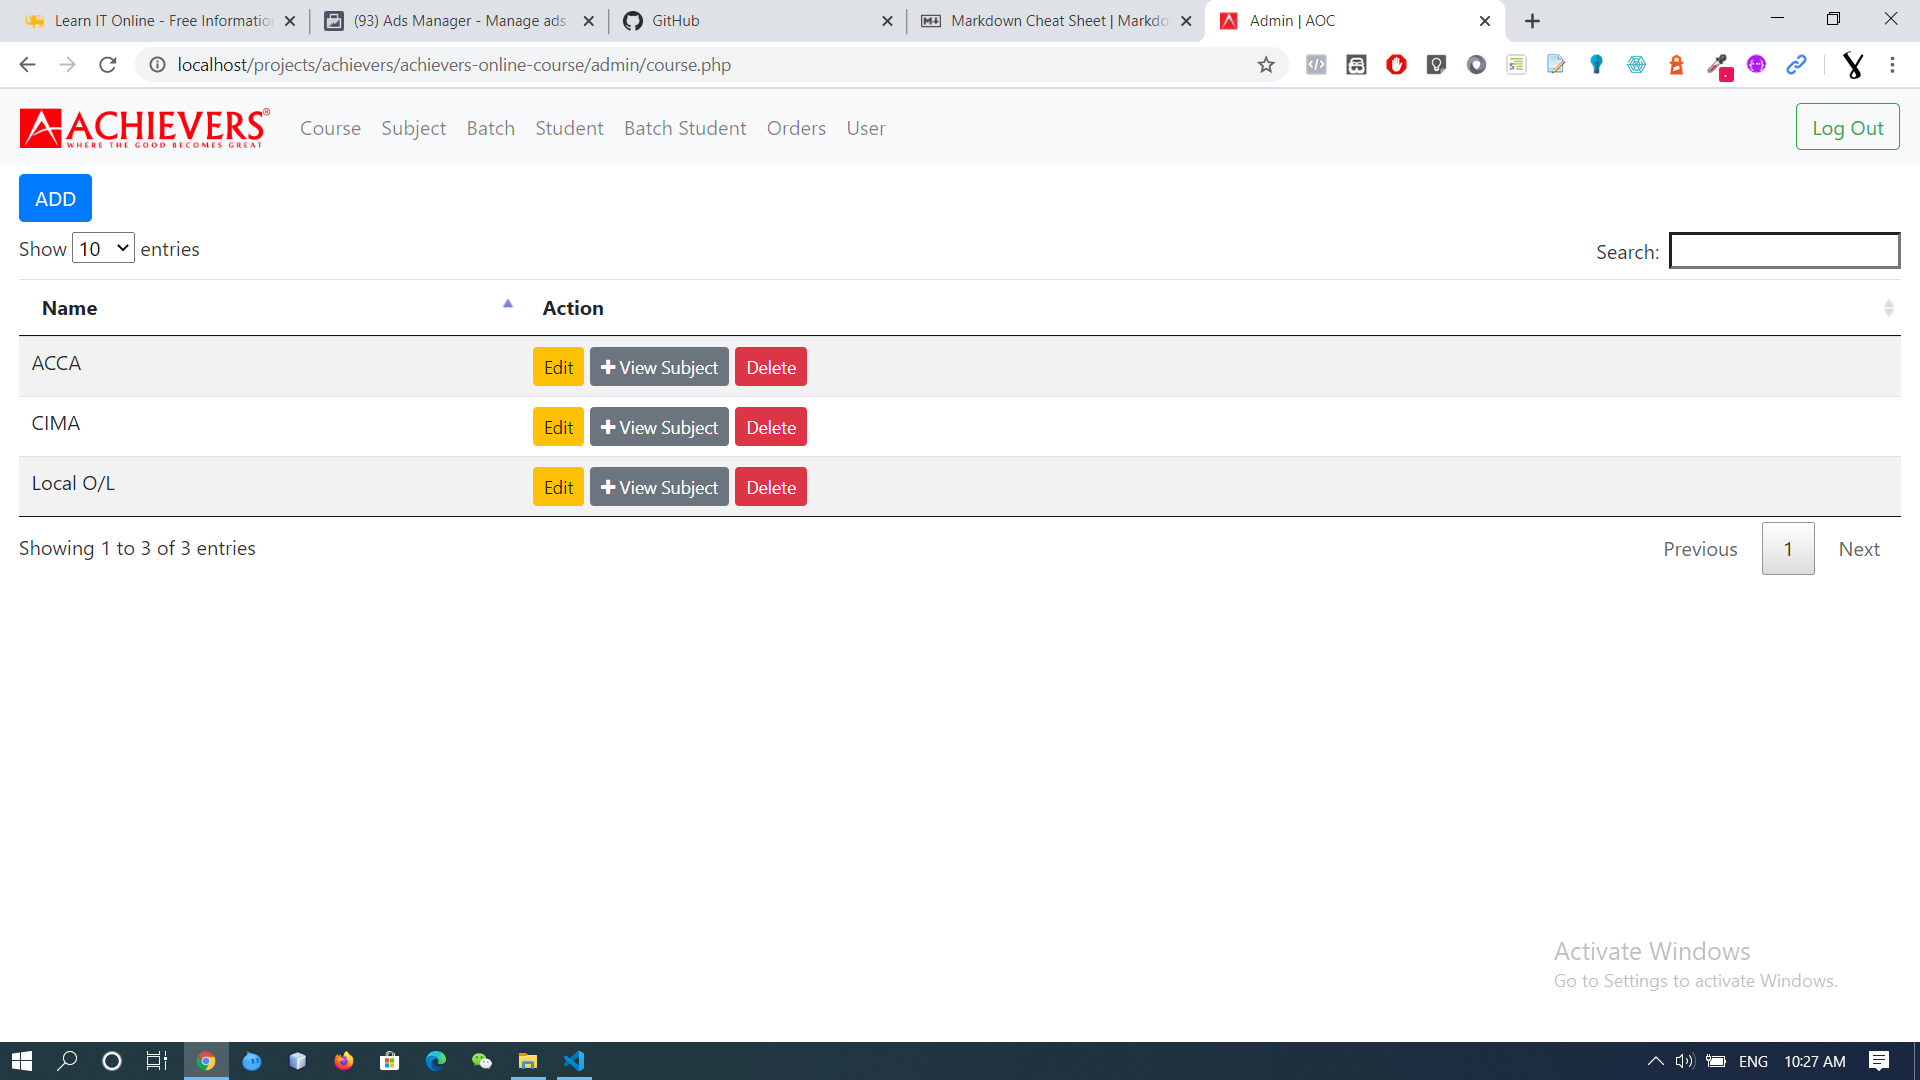 Learn IT Online - Free Informatio
(93) Ads Manager - Manage ads
GitHub
Markdown Cheat Sheet | Markdo
Admin | AOC
localhost/projects/achievers/achievers-online-course/admin/course.php
ACHIEVERS®
WHERE THE GOOD BECOMES GREAT
Course Subject Batch Student Batch Student Orders User
Log Out
ADD
Show 10 entries
Search:
Name Action
ACCA Edit View Subject Delete
CIMA Edit View Subject Delete
Local O/L Edit View Subject Delete
Showing 1 to 3 of 3 entries
Previous 1 Next
Activate Windows
Go to Settings to activate Windows.
ENG 10:27 AM